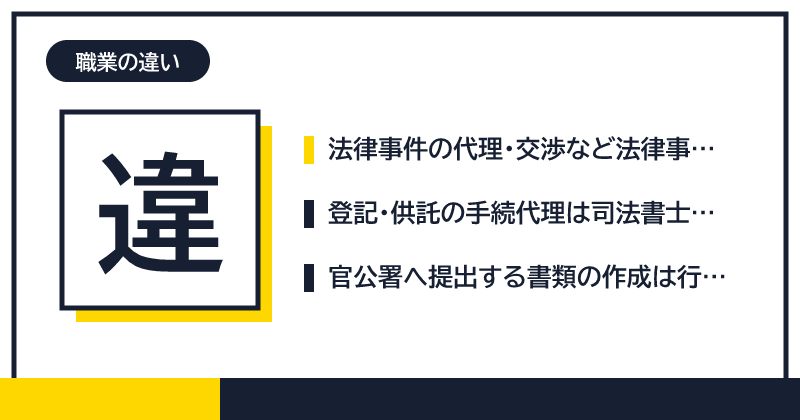 職業の違い
違
法律事件の代理・交渉など法律事…
登記・供託の手続代理は司法書士…
官公署へ提出する書類の作成は行…